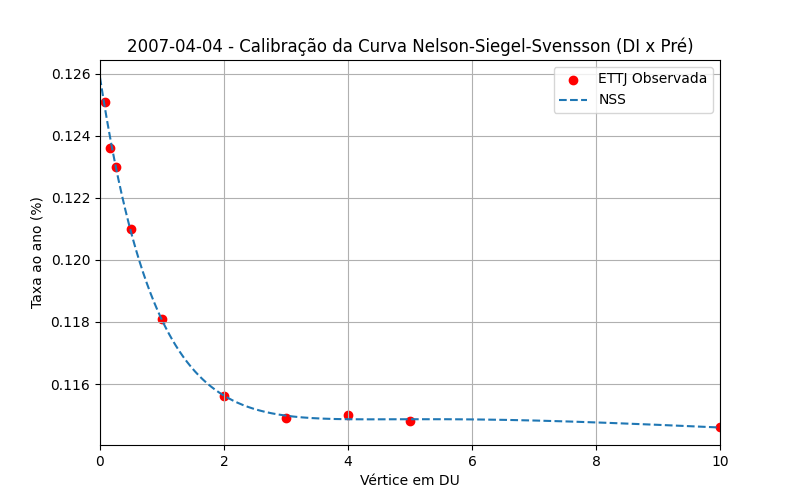 2007-04-04 - Calibração da Curva Nelson-Siegel-Svensson (DI x Pré)
ETTJ Observada
NSS
Taxa ao ano (%)
0.126
0.124
0.122
0.120
0.118
0.116
0 2 4 6 8 10
Vértice em DU